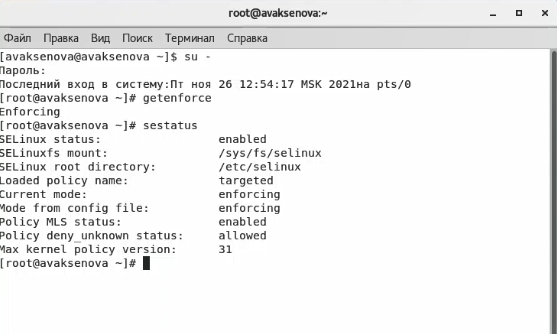 root@avaksenova:~
Файл Правка Вид Поиск Терминал Справка
[avaksenova@avaksenova ~]$ su -
Пароль:
Последний вход в систему:Пт ноя 26 12:54:17 MSK 2021на pts/0
[root@avaksenova ~]# getenforce
Enforcing
[root@avaksenova ~]# sestatus
SELinux status: enabled
SELinuxfs mount: /sys/fs/selinux
SELinux root directory: /etc/selinux
Loaded policy name: targeted
Current mode: enforcing
Mode from config file: enforcing
Policy MLS status: enabled
Policy deny_unknown status: allowed
Max kernel policy version: 31
[root@avaksenova ~]#